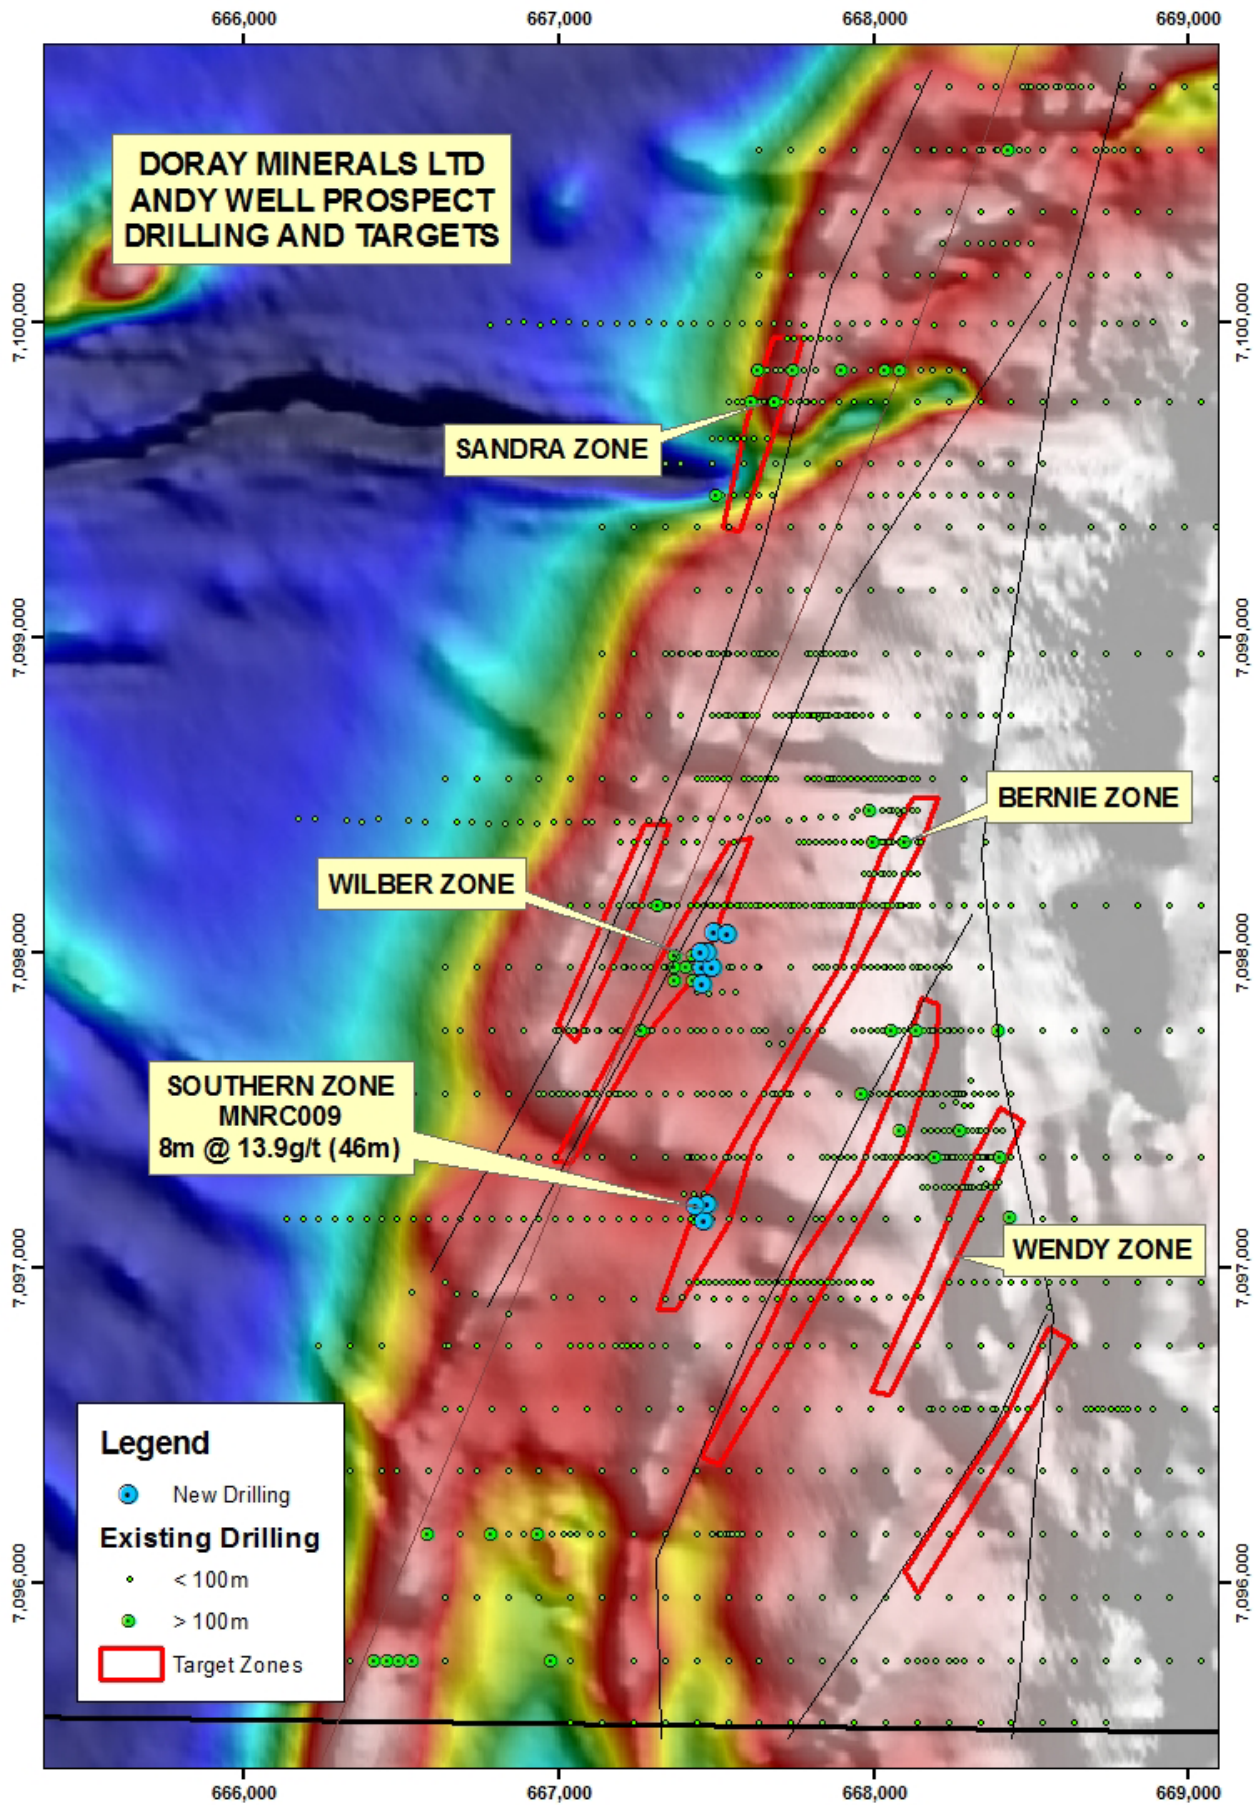 666,000
667,000
668,000
669,000
DORAY MINERALS LTD
ANDY WELL PROSPECT
DRILLING AND TARGETS
7,100,000
7,100,000
SANDRA ZONE
7,099,000
7,099,000
BERNIE ZONE
WILBER ZONE
7,098,000
7,098,000
SOUTHERN ZONE
MNRC009
8m @ 13.9g/t (46m)
WENDY ZONE
7,097,000
7,097,000
Legend
New Drilling
Existing Drilling
< 100m
> 100m
Target Zones
7,096,000
7,096,000
666,000
667,000
668,000
669,000